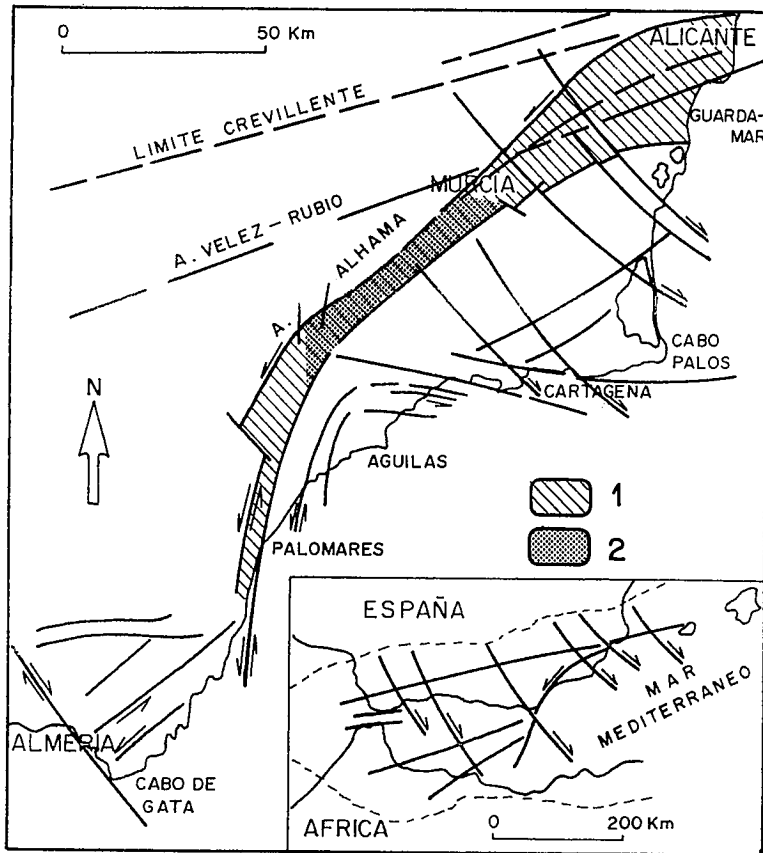 0 50 Km
ALICANTE
LIMITE CREVILLENTE
GUARDA-
MAR
MURCIA
A. VELEZ-RUBIO
A. ALHAMA
N
CABO
PALOS
CARTAGENA
AGUILAS
1
2
PALOMARES
ESPAÑA
MAR
MEDITERRANEO
ALMERIA
CABO DE
GATA
AFRICA
0 200 Km